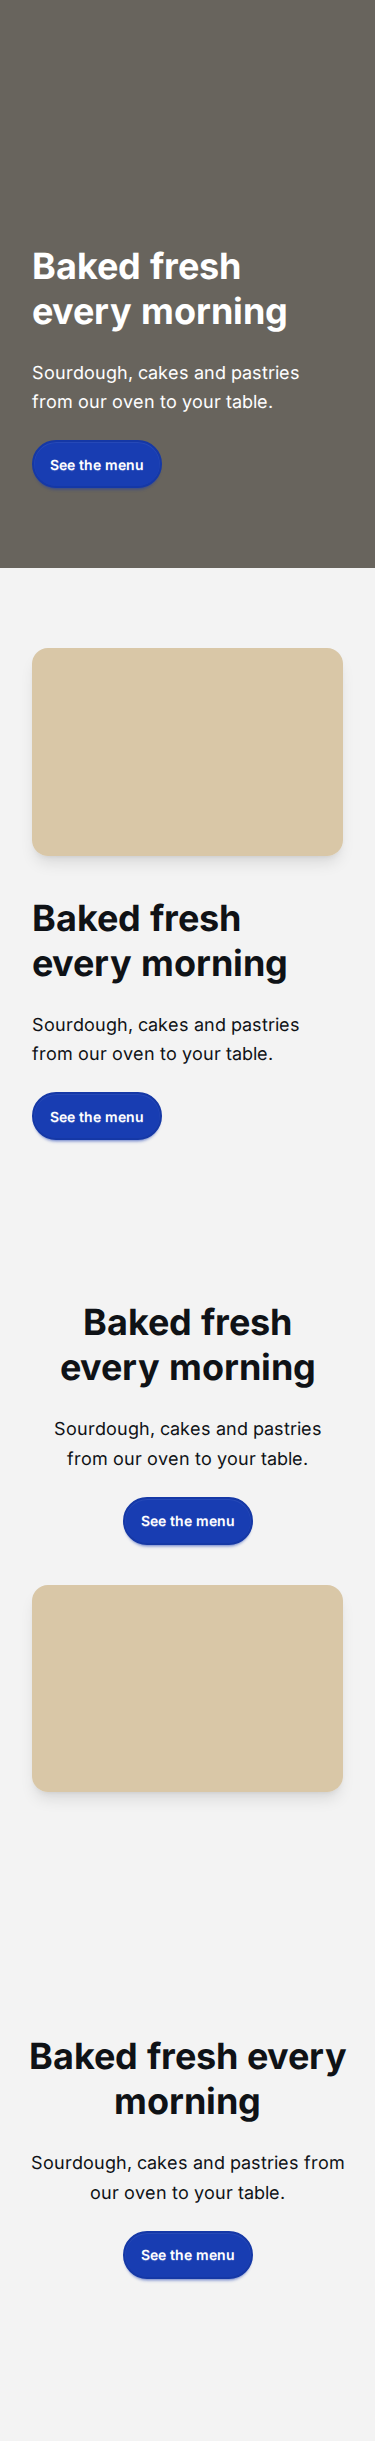 Baked fresh
every morning
Sourdough, cakes and pastries
from our oven to your table.
See the menu
Baked fresh
every morning
Sourdough, cakes and pastries
from our oven to your table.
See the menu
Baked fresh
every morning
Sourdough, cakes and pastries
from our oven to your table.
See the menu
Baked fresh every
morning
Sourdough, cakes and pastries from
our oven to your table.
See the menu